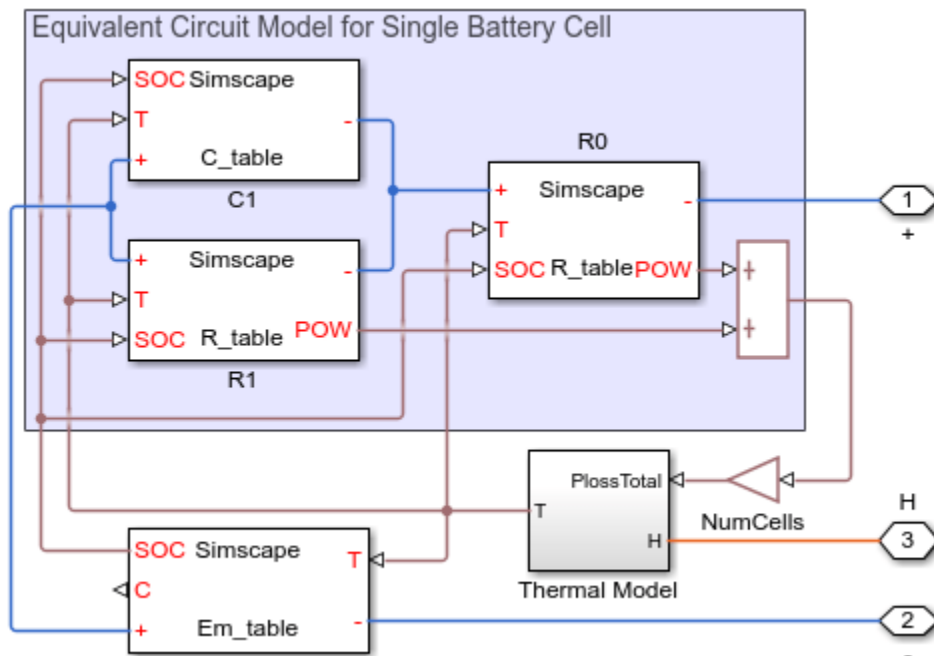 Equivalent Circuit Model for Single Battery Cell
SOC Simscape
T
-
+
C_table
C1
+
Simscape
-
T
POW
SOC
R_table
R1
R0
+
Simscape
-
T
SOC
R_table
POW
+
+
1
+
PlossTotal
T
H
Thermal Model
NumCells
H
3
SOC
Simscape
T
C
+
Em_table
-
2